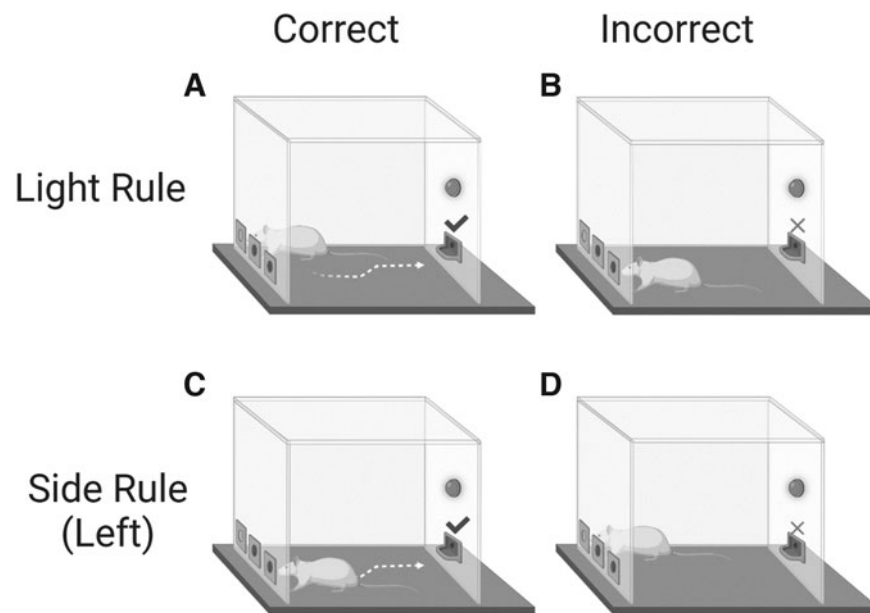 Correct Incorrect
A B
Light Rule
C D
Side Rule
(Left)